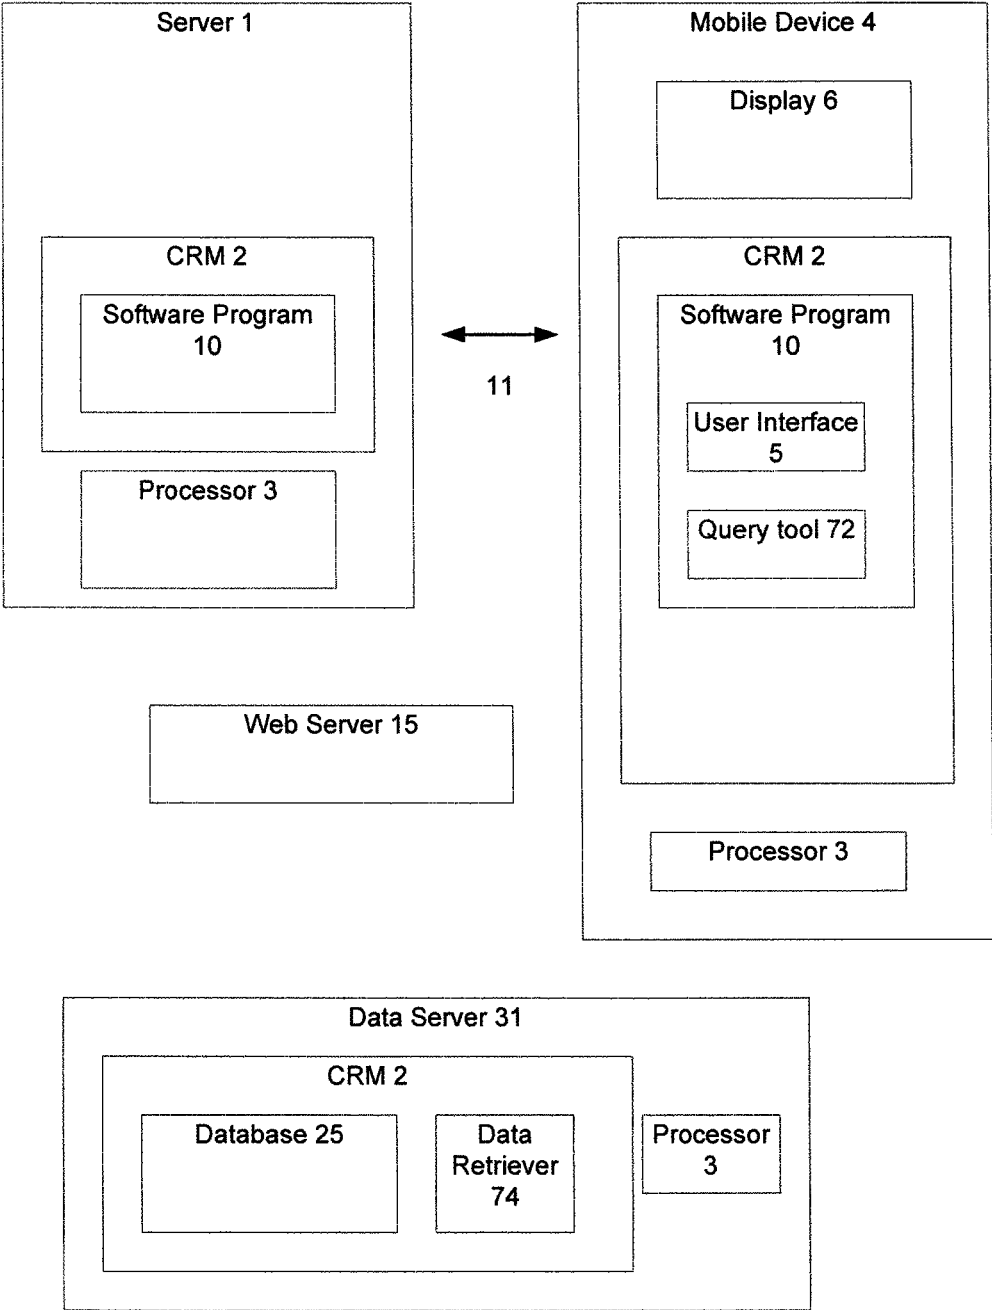 Server 1
CRM 2
Software Program
10
Processor 3
11
Mobile Device 4
Display 6
CRM 2
Software Program
10
User Interface
5
Query tool 72
Processor 3
Web Server 15
Data Server 31
CRM 2
Database 25
Data
Retriever
74
Processor
3